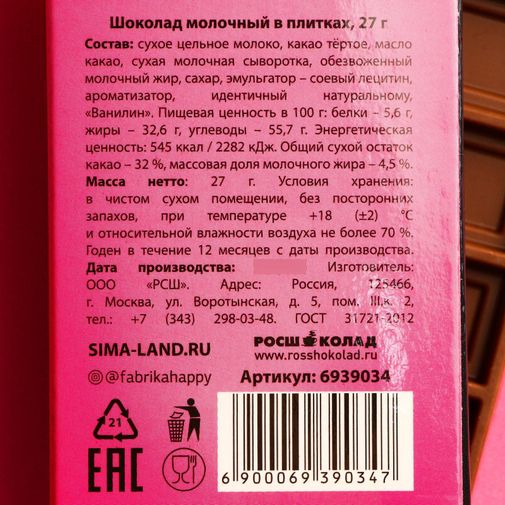 Шоколад молочный в плитках, 27 г
Состав: сухое цельное молоко, какао тёртое, масло
какао, сухая молочная сыворотка, обезвоженный
молочный жир, сахар, эмульгатор – соевый лецитин,
ароматизатор, идентичный натуральному,
«Ванилин». Пищевая ценность в 100 г: белки – 5,6 г,
жиры – 32,6 г, углеводы – 55,7 г. Энергетическая
ценность: 545 ккал / 2282 кДж. Общий сухой остаток
какао – 32 %, массовая доля молочного жира – 4,5 %.
Масса нетто: 27 г. Условия хранения:
в чистом сухом помещении, без посторонних
запахов, при температуре +18 (±2) °С
и относительной влажности воздуха не более 70 %.
Годен в течение 12 месяцев с даты производства.
Дата производства: Изготовитель:
ООО «РСШ». Адрес: Россия, 125466,
г. Москва, ул. Воротынская, д. 5, пом. III,к. 2,
тел.: +7 (343) 298-03-48. ГОСТ 31721-2012
SIMA-LAND.RU
@fabrikahappy
РОСШОКОЛАД
www.rosshokolad.ru
Артикул: 6939034
21
EAC
6 900069 390347